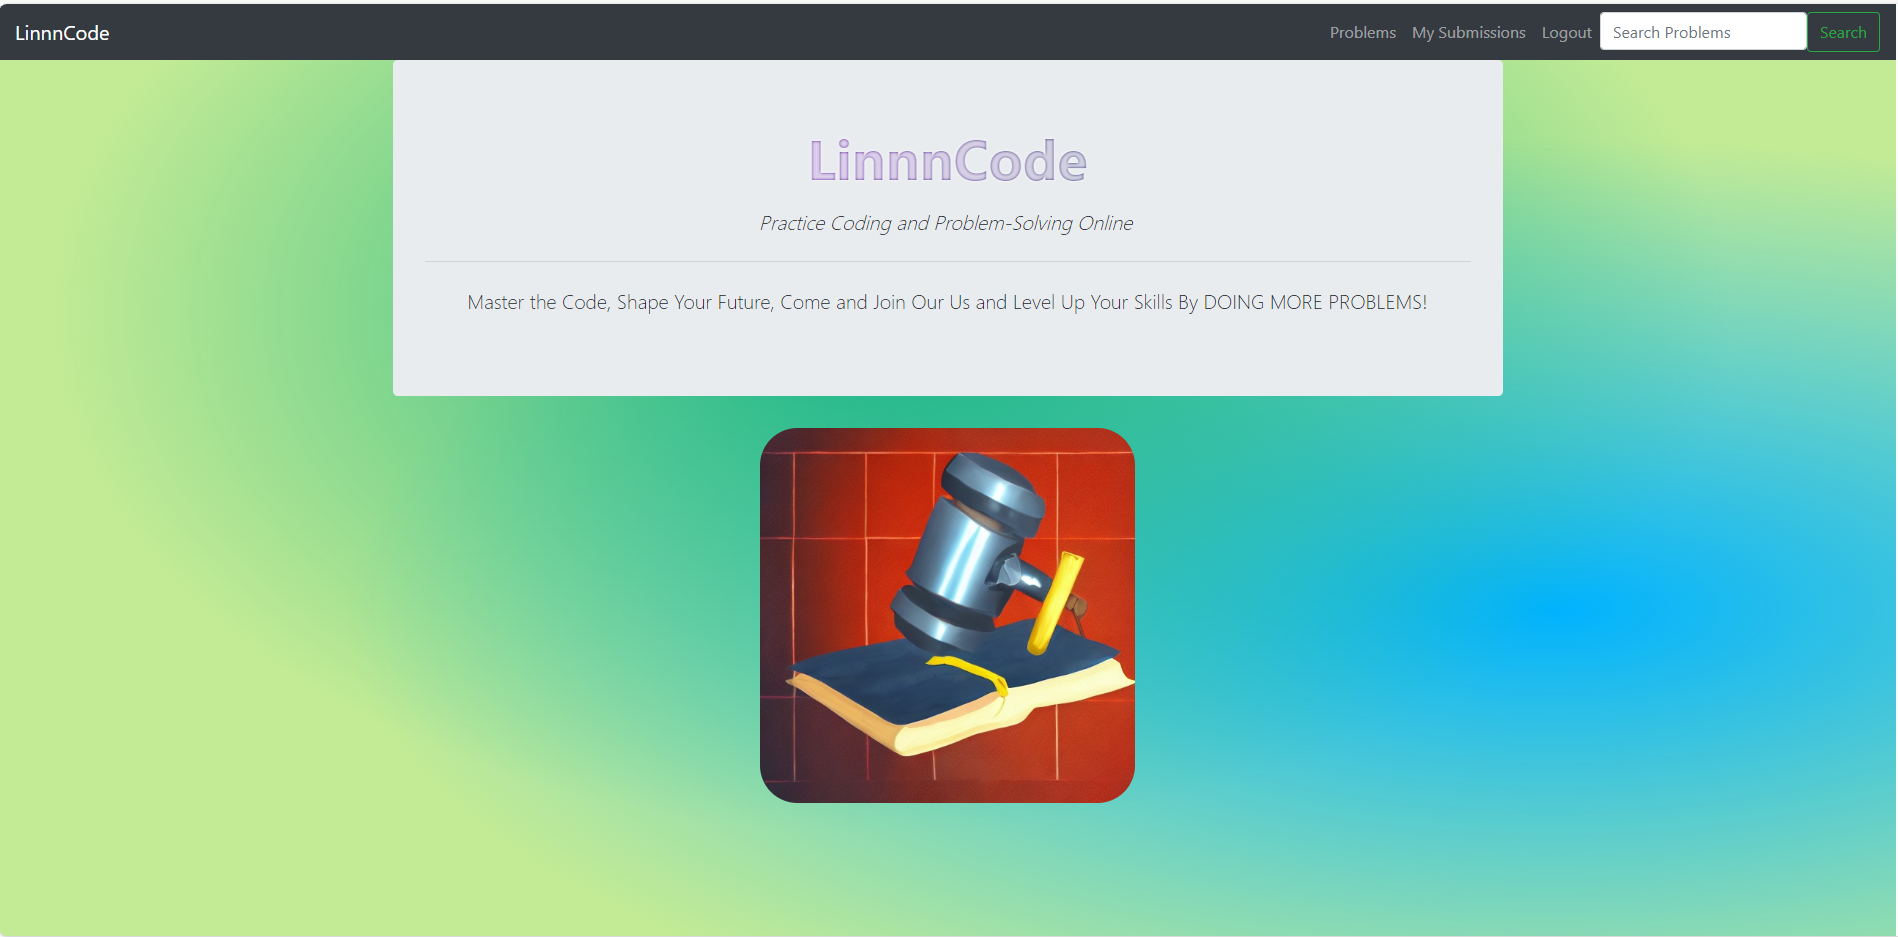 LinnnCode Problems My Submissions Logout Search Problems Search
LinnnCode
Practice Coding and Problem-Solving Online
Master the Code, Shape Your Future, Come and Join Our Us and Level Up Your Skills By DOING MORE PROBLEMS!